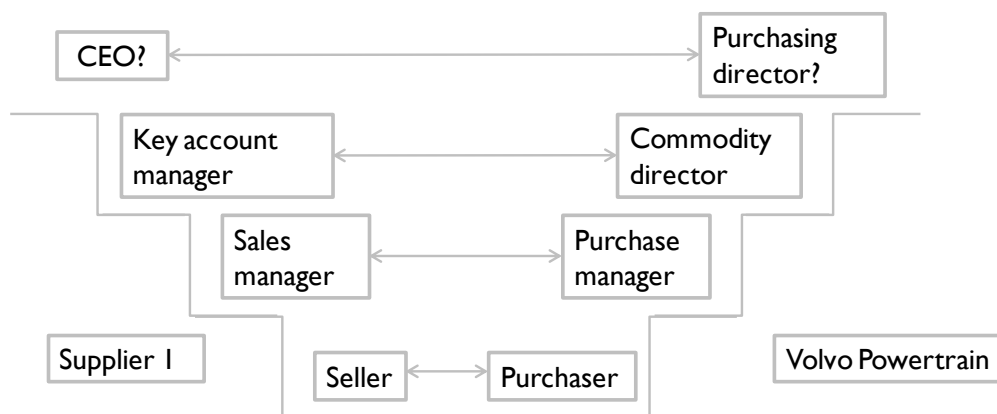 CEO?
Purchasing
director?
Key account
manager
Commodity
director
Sales
manager
Purchase
manager
Supplier 1
Seller
Purchaser
Volvo Powertrain